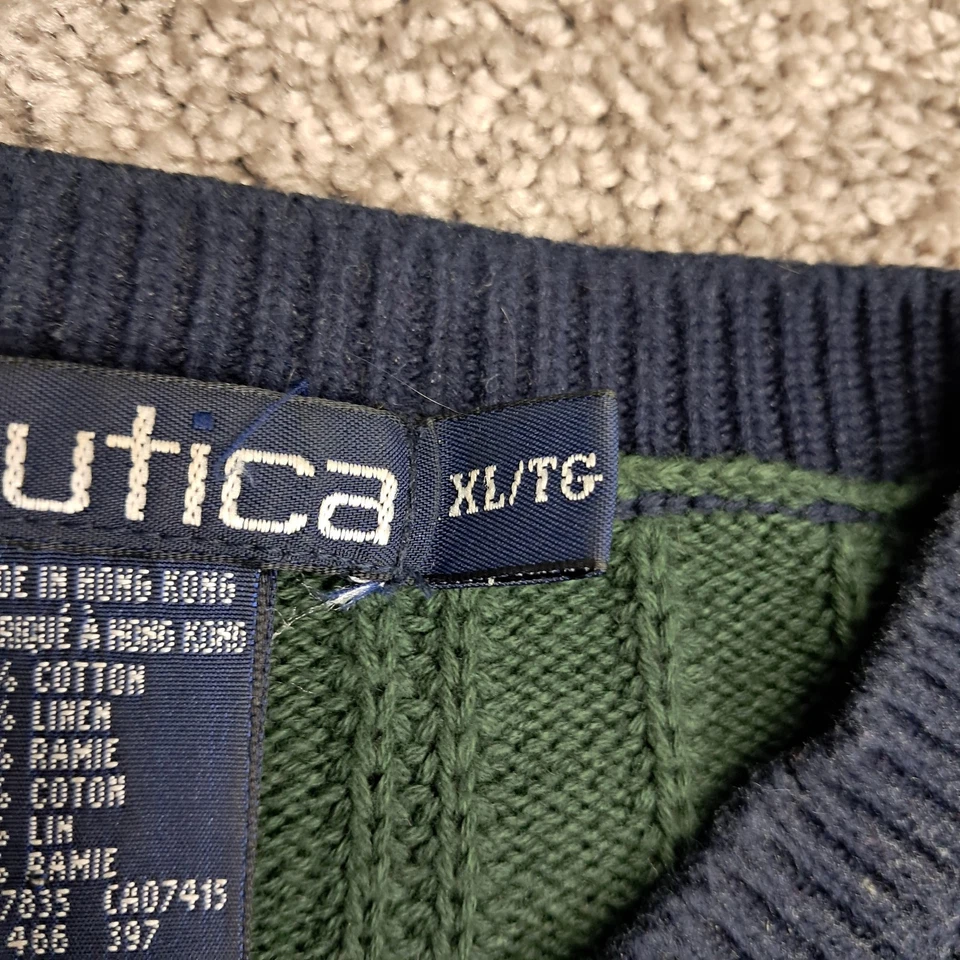 utica
XL/TG
DE IN HONG KONG
RIQUÉ À HONG KONG
% COTTON
% LINEN
% RAMIE
% COTON
% LIN
% RAMIE
7835 CA07415
466 397